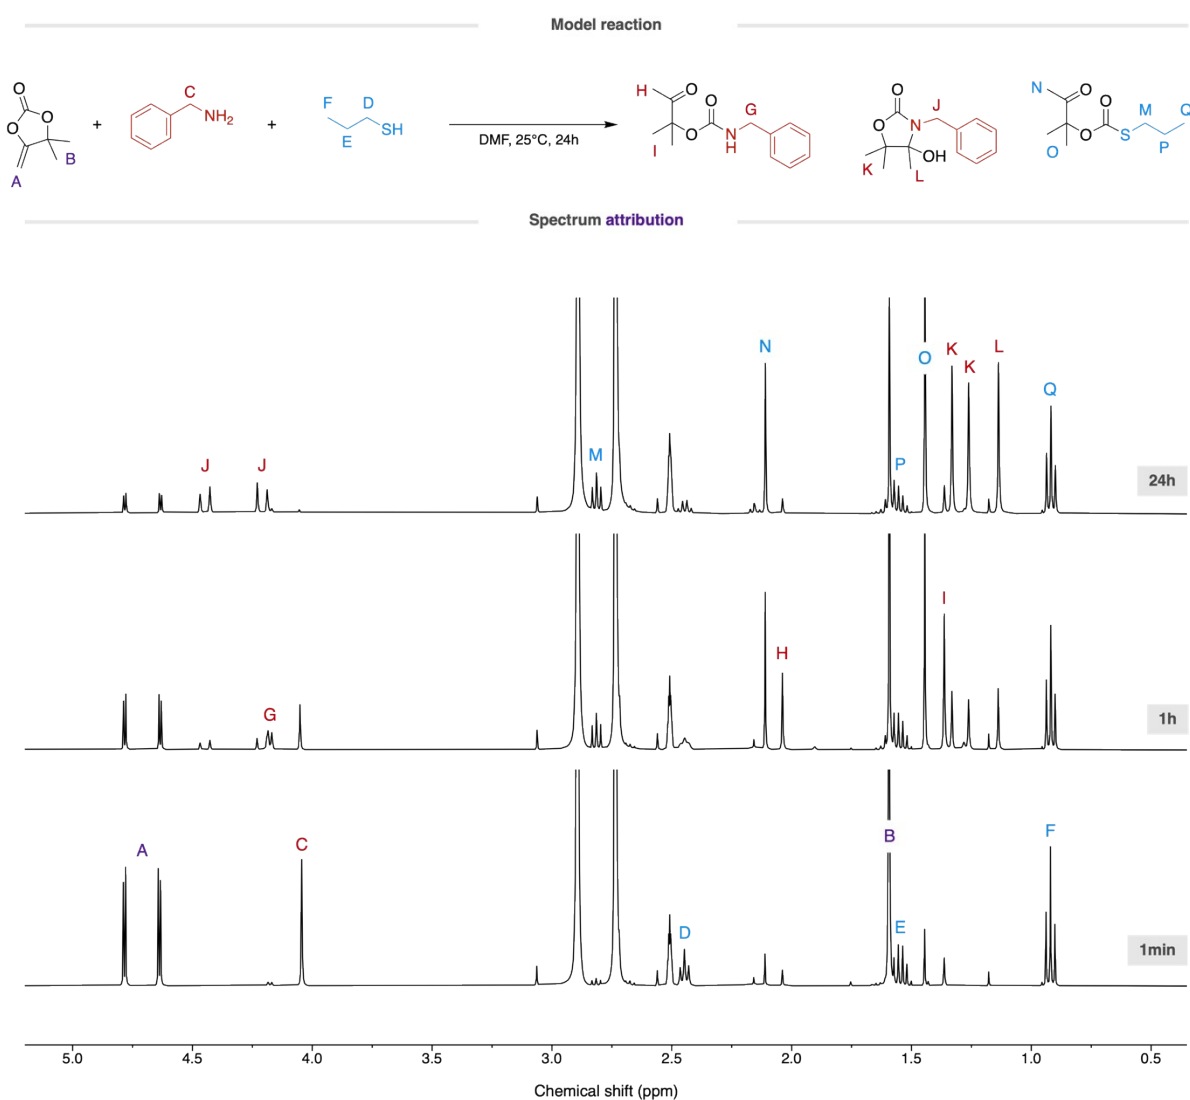 Model reaction
O
O
O
A
B
+
C
NH2
+
F
D
E
SH
DMF, 25°C, 24h
H
O
O
O
N
H
G
I
O
O
N
J
OH
K
L
N
O
O
O
S
M
Q
P
O
Spectrum attribution
J
J
M
N
P
O
K
K
L
Q
24h
G
H
I
1h
A
C
D
B
E
F
1min
5.0 4.5 4.0 3.5 3.0 2.5 2.0 1.5 1.0 0.5
Chemical shift (ppm)